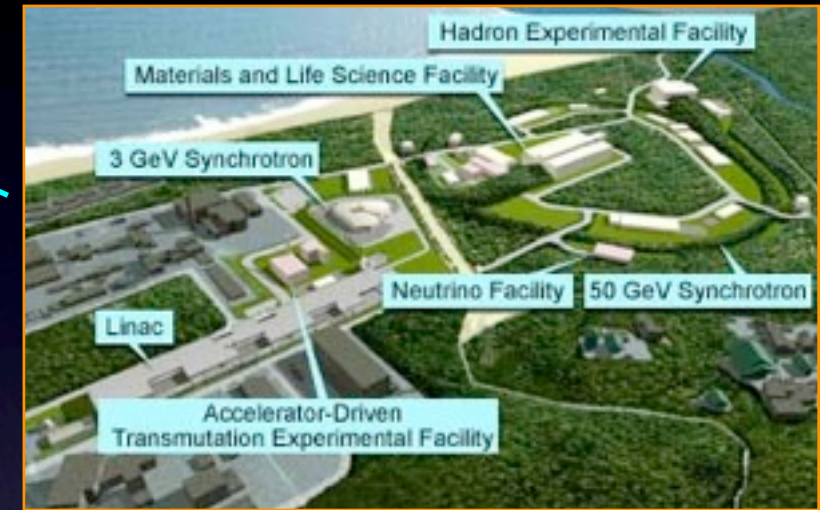 Hadron Experimental Facility
Materials and Life Science Facility
3 GeV Synchrotron
Neutrino Facility
50 GeV Synchrotron
Linac
Accelerator-Driven
Transmutation Experimental Facility